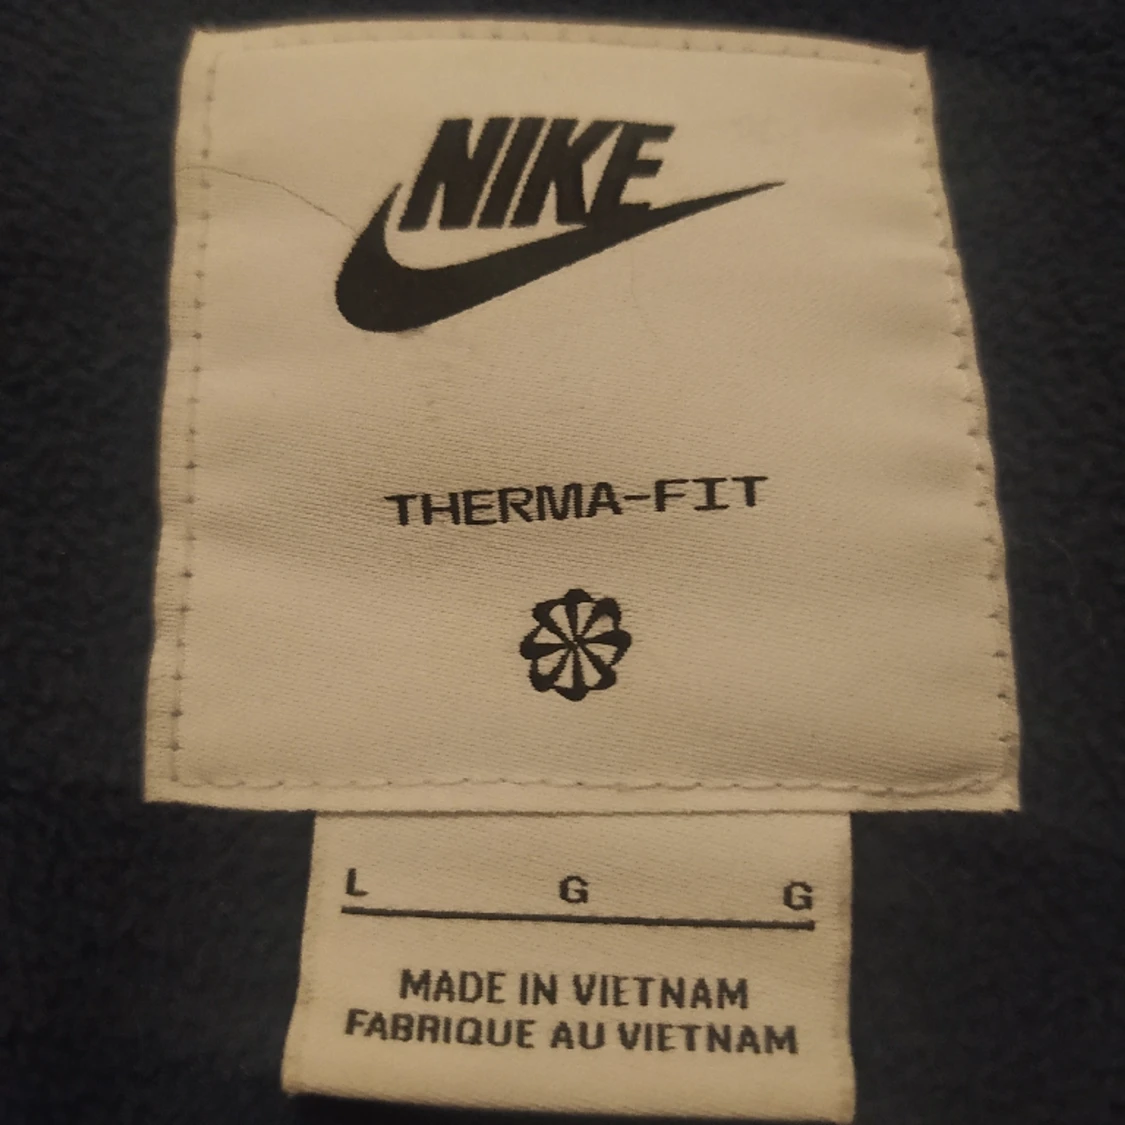 NIKE
THERMA-FIT
L G G
MADE IN VIETNAM
FABRIQUE AU VIETNAM